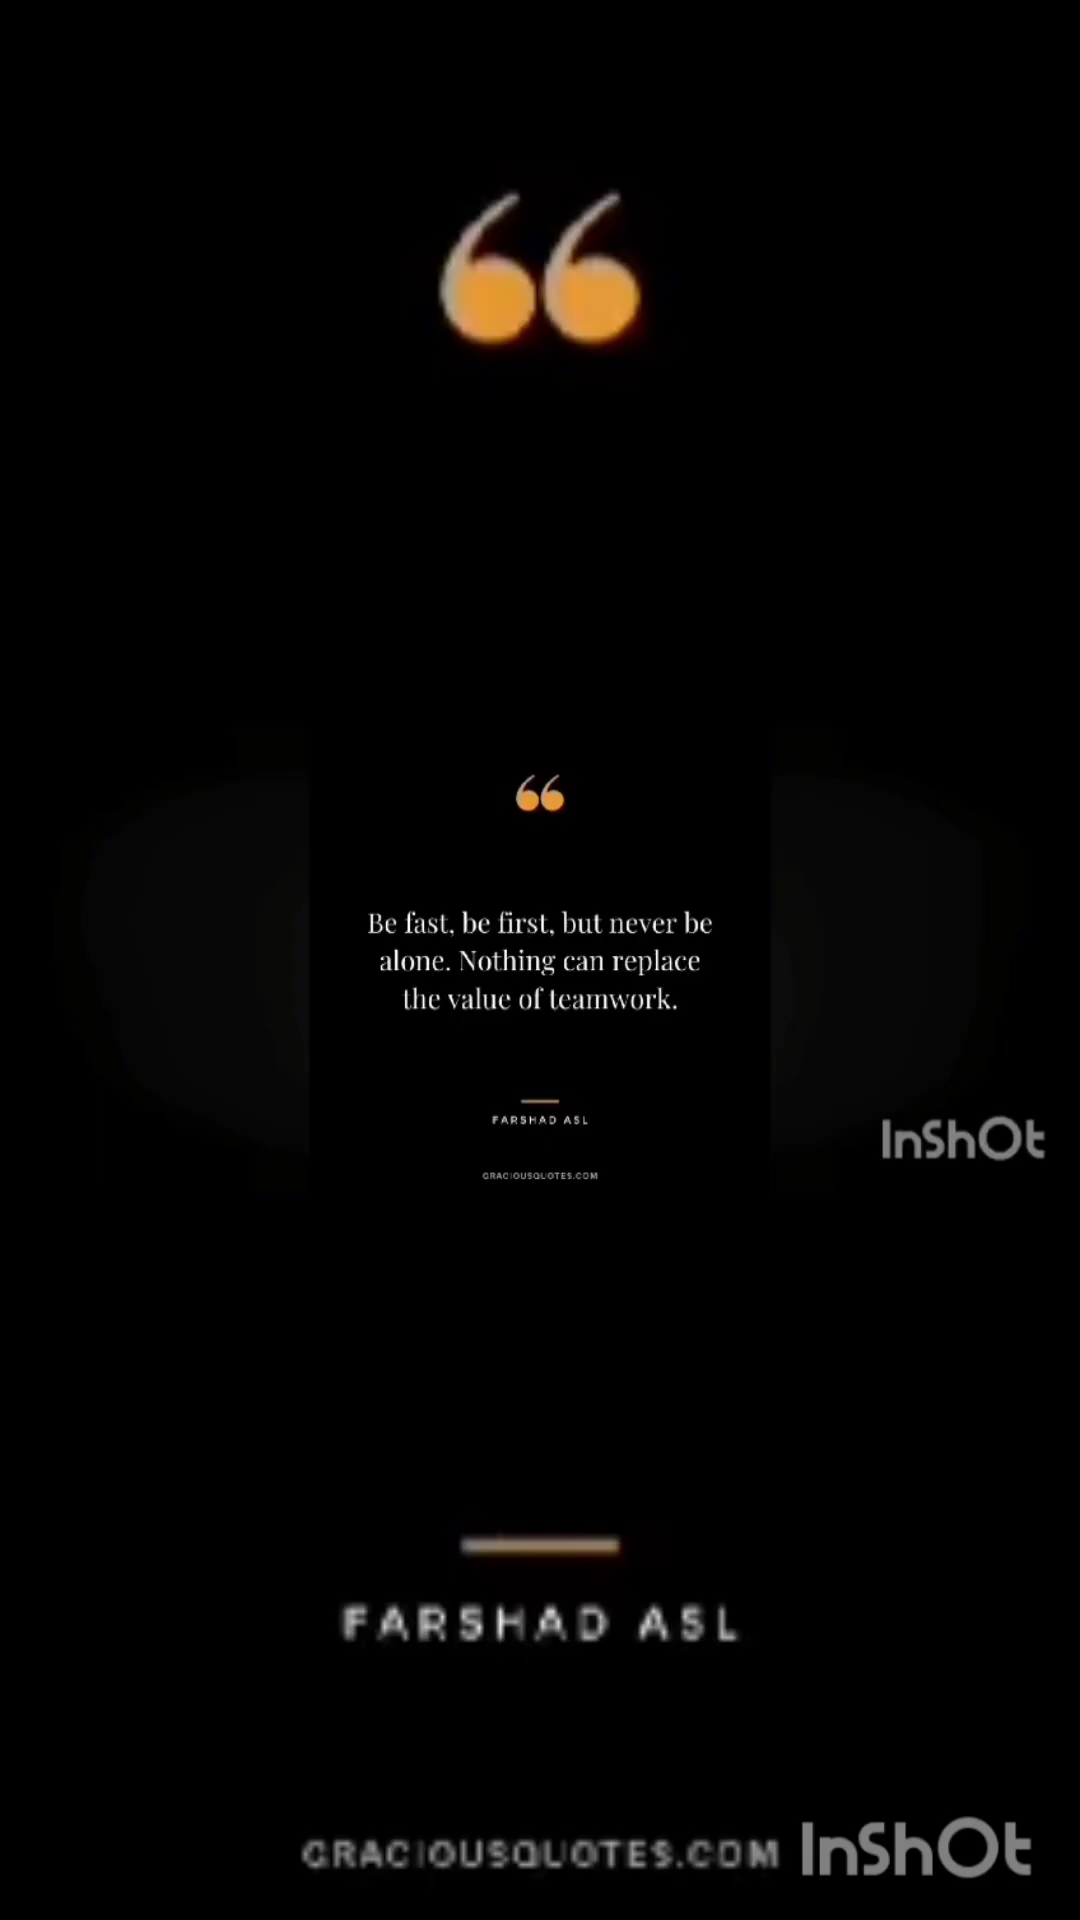 “
“
Be fast, be first, but never be
alone. Nothing can replace
the value of teamwork.
FARSHAD ASL
InShOt
GRACIOUSQUOTES.COM
FARSHAD ASL
GRACIOUSQUOTES.COM InShOt